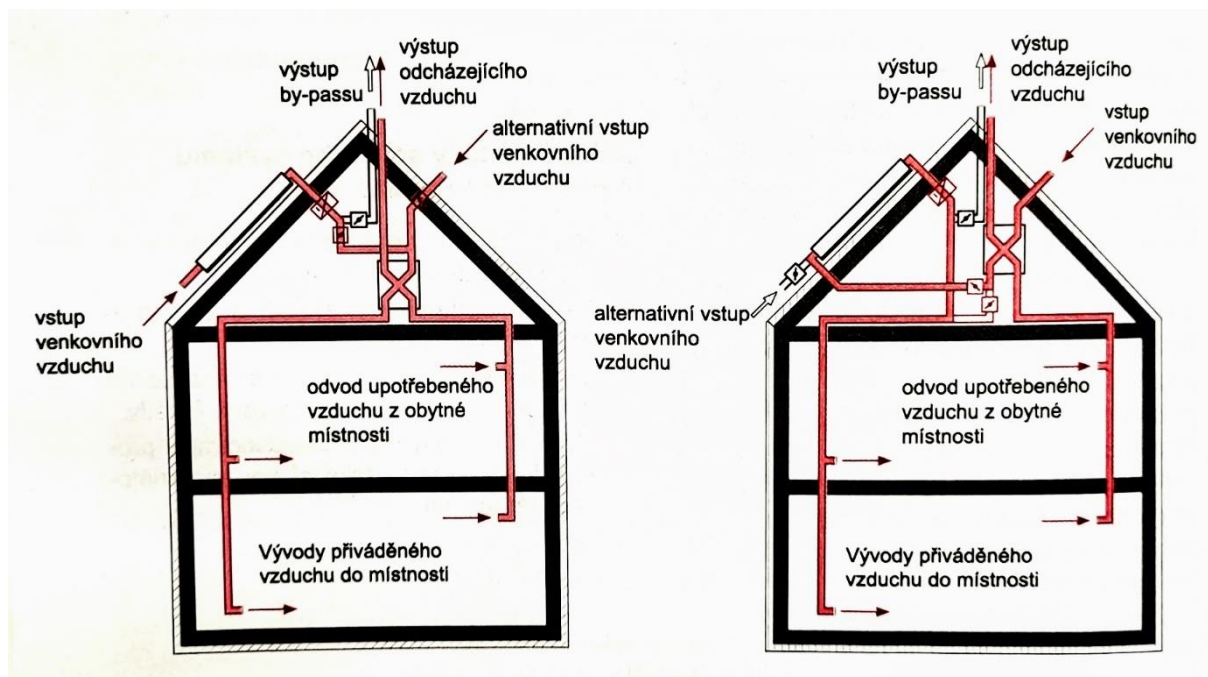 výstup
by-passu
výstup
odcházejícího
vzduchu
alternativní vstup
venkovního
vzduchu
vstup
venkovního
vzduchu
odvod upotřebeného
vzduchu z obytné
místnosti
Vývody přiváděného
vzduchu do místnosti
výstup
by-passu
výstup
odcházejícího
vzduchu
vstup
venkovního
vzduchu
alternativní vstup
venkovního
vzduchu
odvod upotřebeného
vzduchu z obytné
místnosti
Vývody přiváděného
vzduchu do místnosti